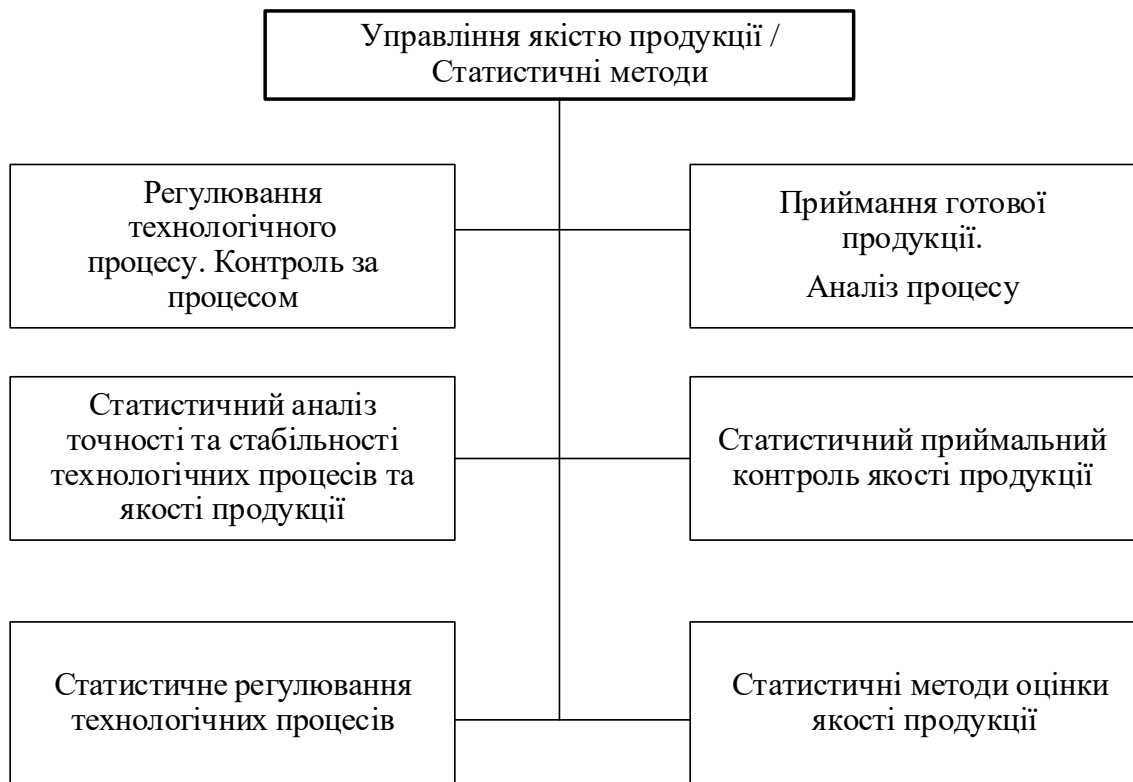 Управління якістю продукції /
Статистичні методи
Регулювання
технологічного
процесу. Контроль за
процесом
Приймання готової
продукції.
Аналіз процесу
Статистичний аналіз
точності та стабільності
технологічних процесів та
якості продукції
Статистичний приймальний
контроль якості продукції
Статистичне регулювання
технологічних процесів
Статистичні методи оцінки
якості продукції